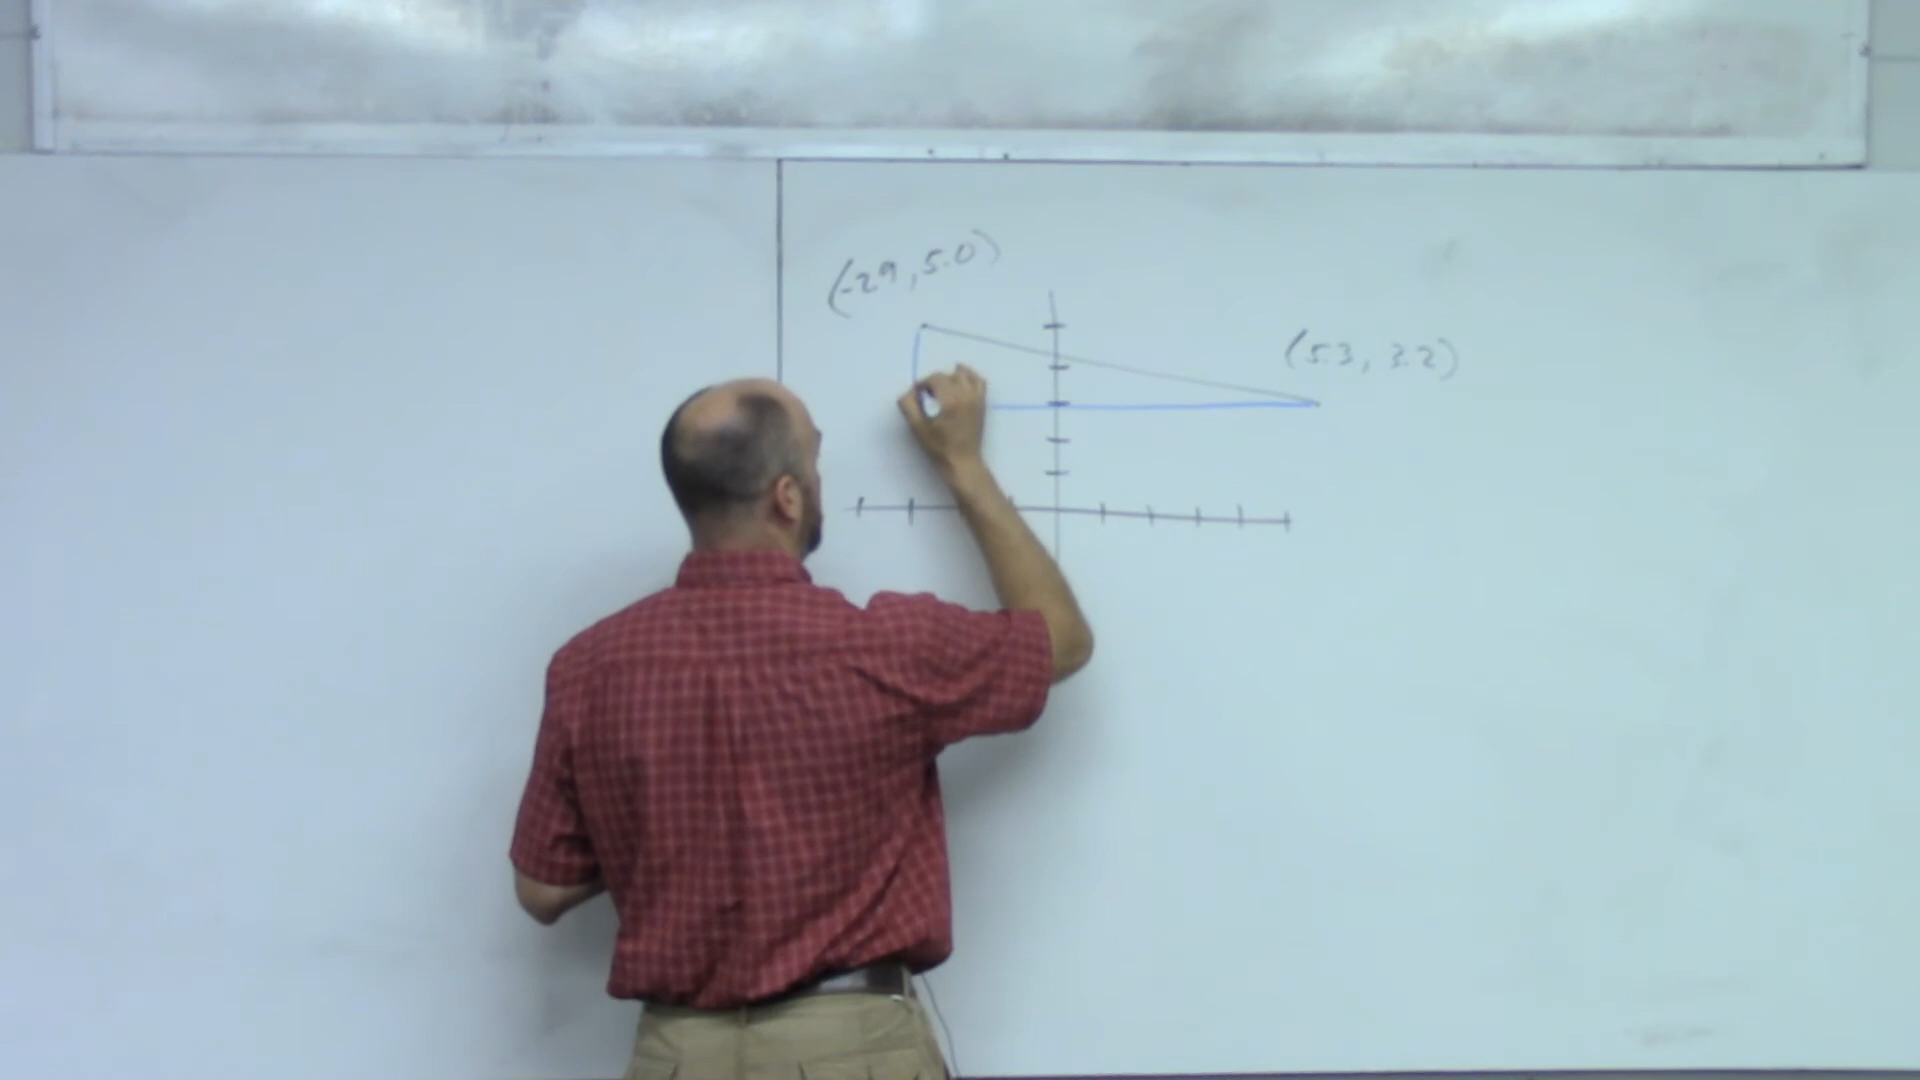 (-2.9, 5.0)
(5.3, 3.2)